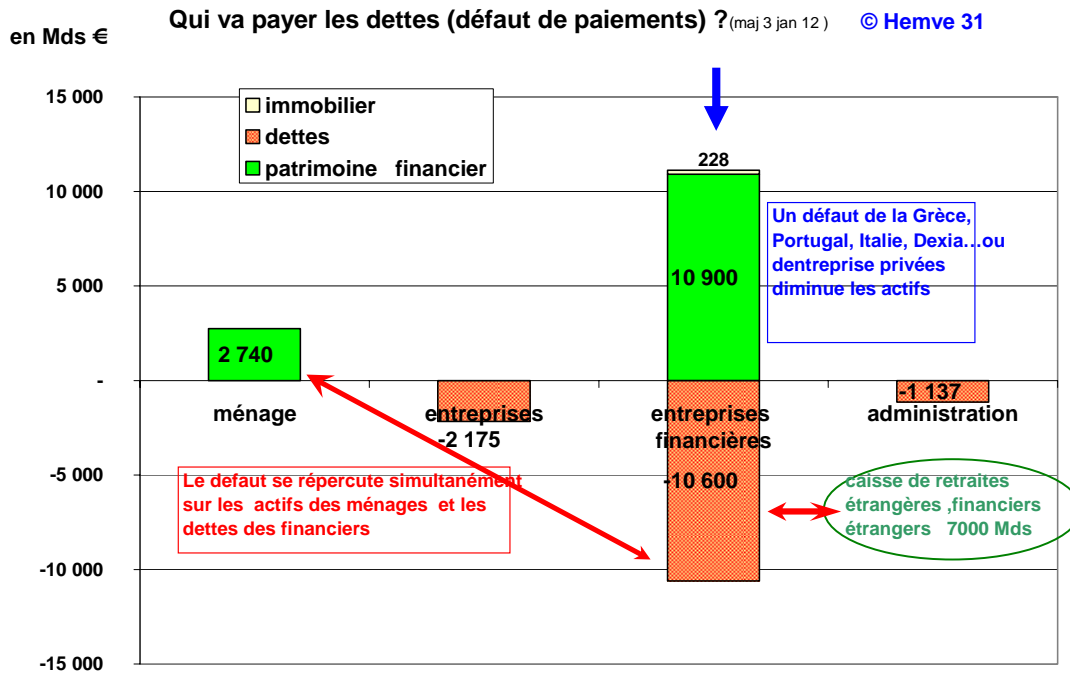 Qui va payer les dettes (défaut de paiements) ? (maj 3 jan 12 )
© Hemve 31
en Mds €
15 000
10 000
5 000
-
-5 000
-10 000
-15 000
immobilier
dettes
patrimoine financier
228
10 900
Un défaut de la Grèce,
Portugal, Italie, Dexia...ou
dentreprise privées
diminue les actifs
2 740
ménage
entreprises
-2 175
entreprises
financières
-10 600
-1 137
administration
Le defaut se répercute simultanément
sur les actifs des ménages et les
dettes des financiers
caisse de retraites
étrangères ,financiers
étrangers 7000 Mds